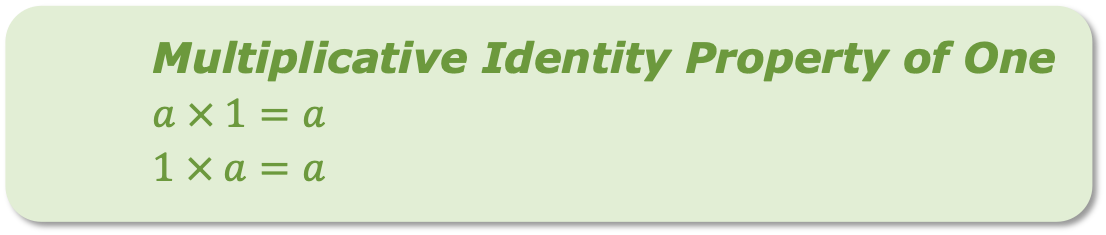 Multiplicative Identity Property of One
a × 1 = a
1 × a = a